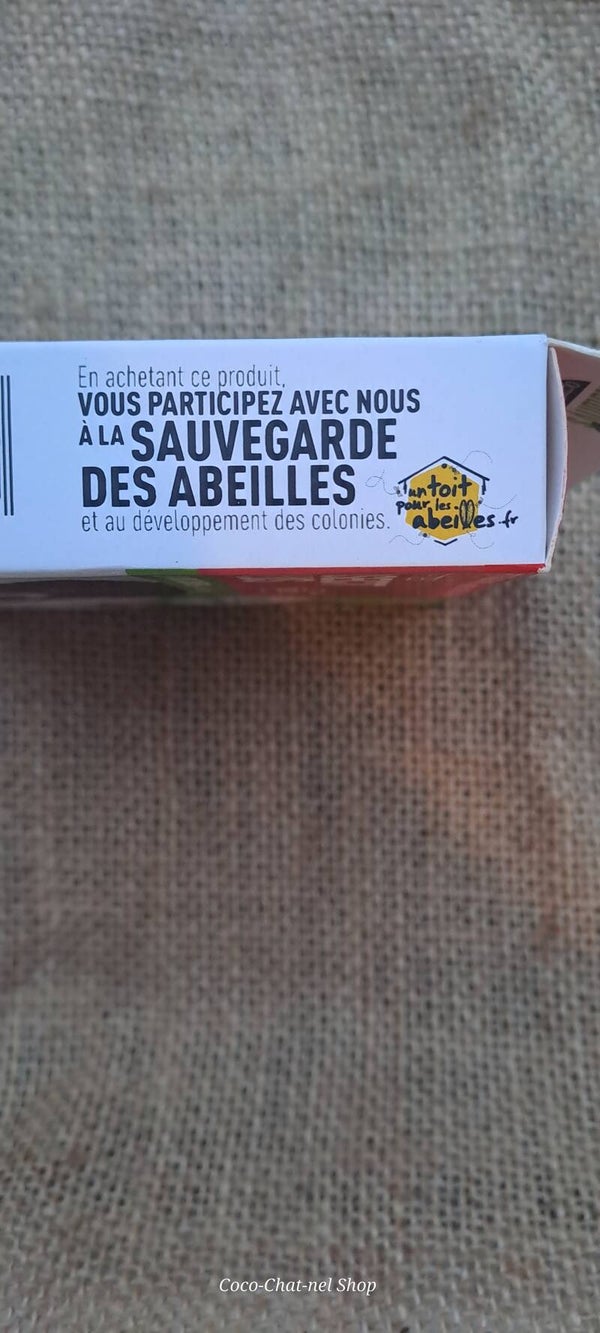 En achetant ce produit,
VOUS PARTICIPEZ AVEC NOUS
À LA SAUVEGARDE
DES ABEILLES
et au développement des colonies.
un toit
pour les
abeilles.fr
Coco-Chat-nel Shop